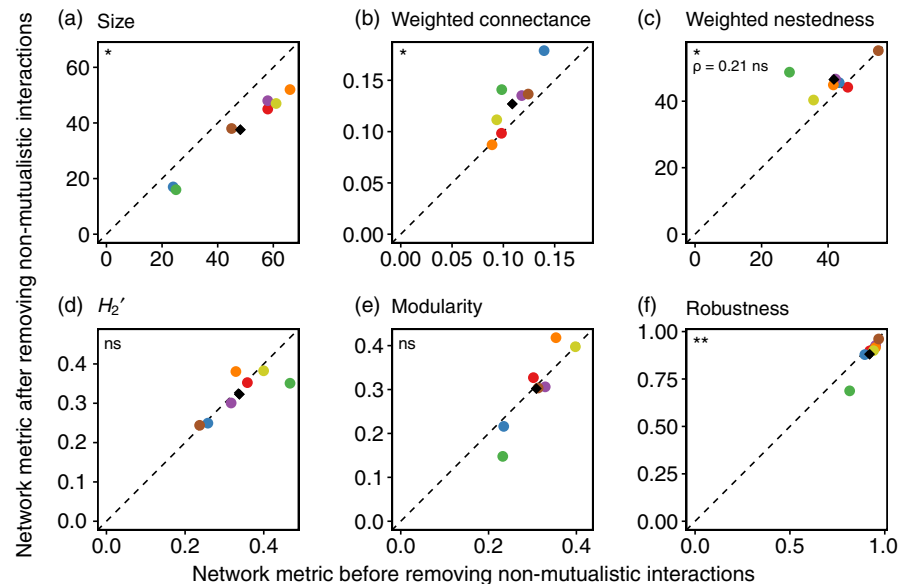 Network metric after removing non-mutualistic interactions
(a) Size
*
60
40
20
0
0 20 40 60
(b) Weighted connectance
*
0.15
0.10
0.05
0.00
0.00 0.05 0.10 0.15
(c) Weighted nestedness
*
ρ = 0.21 ns
40
20
0
0 20 40
(d) H₂′
ns
0.4
0.3
0.2
0.1
0.0
0.0 0.2 0.4
(e) Modularity
ns
0.4
0.3
0.2
0.1
0.0
0.0 0.2 0.4
(f) Robustness
**
1.00
0.75
0.50
0.25
0.00
0.0 0.5 1.0
Network metric before removing non-mutualistic interactions